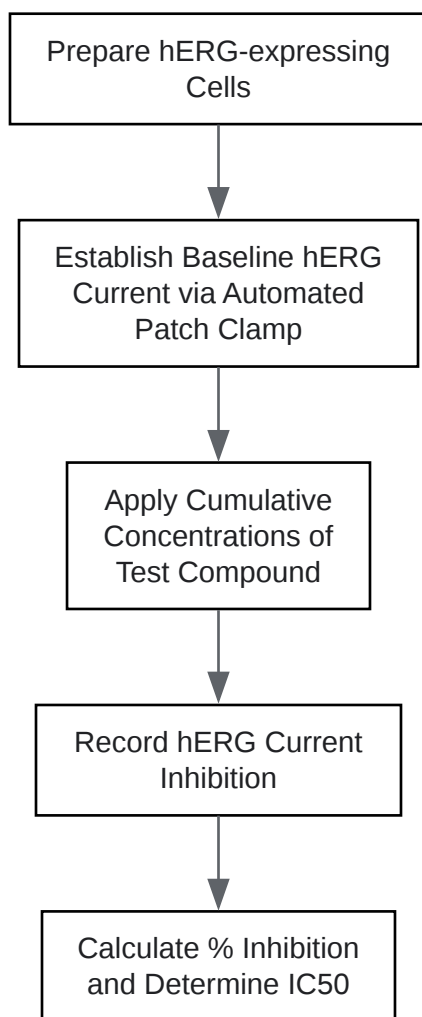 Prepare hERG-expressing
Cells
Establish Baseline hERG
Current via Automated
Patch Clamp
Apply Cumulative
Concentrations of
Test Compound
Record hERG Current
Inhibition
Calculate % Inhibition
and Determine IC50